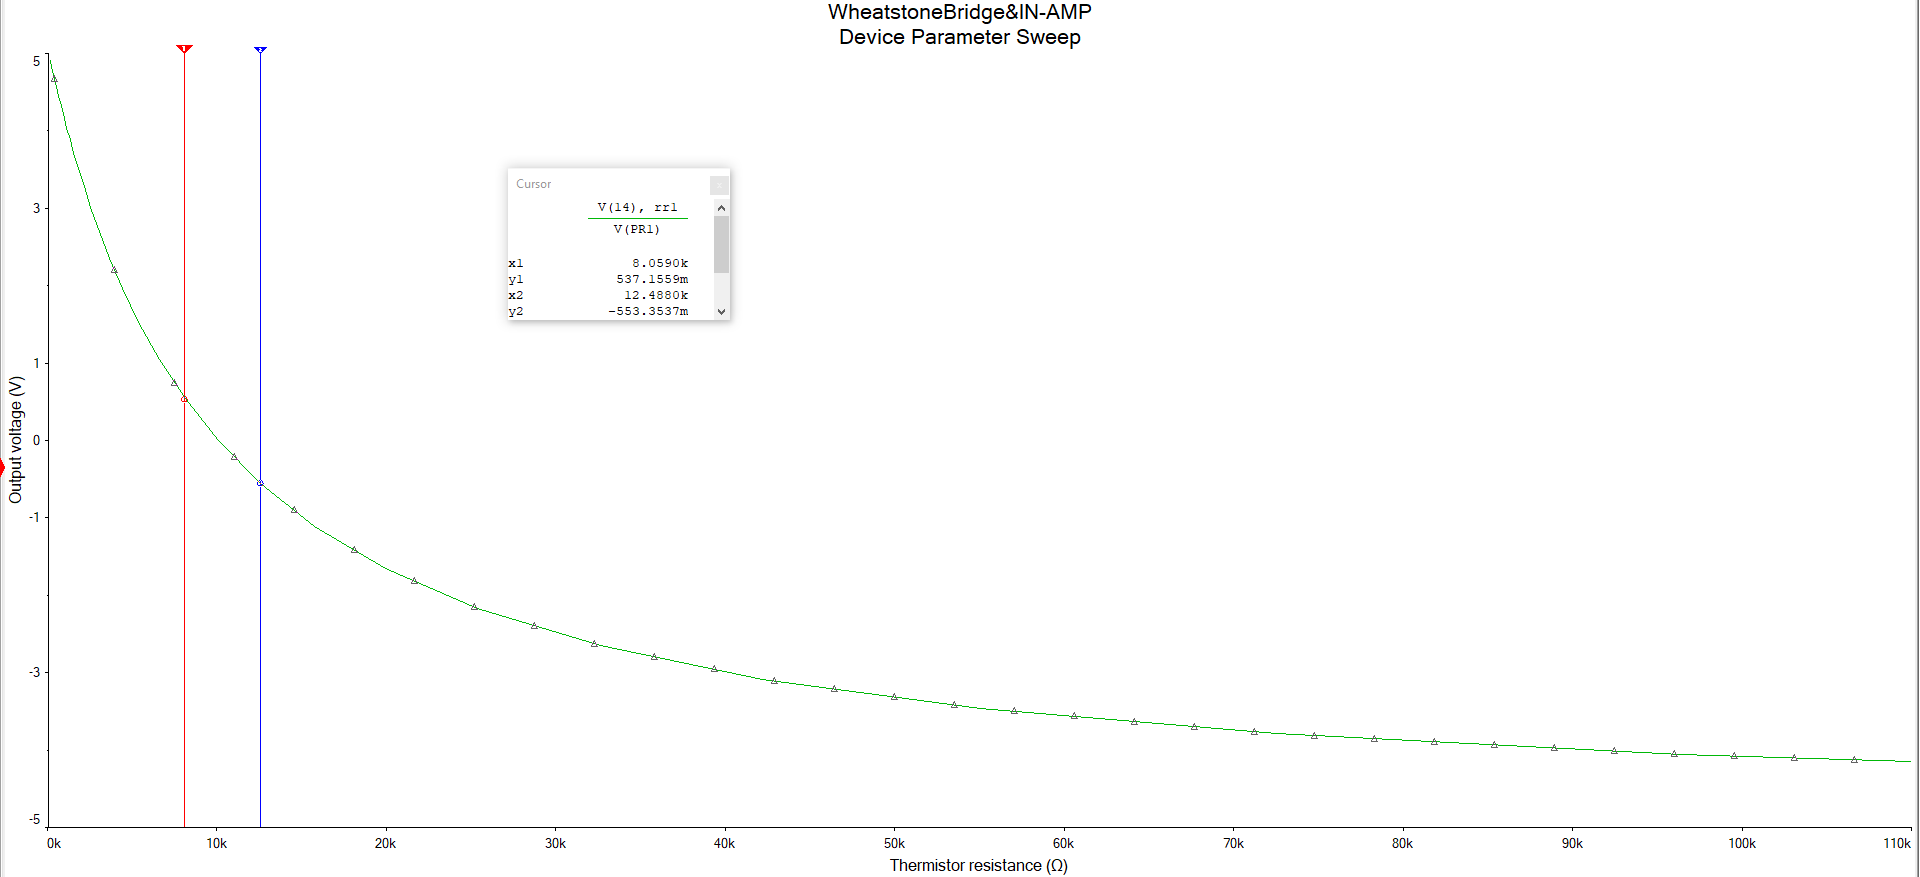 WheatstoneBridge&IN-AMP
Device Parameter Sweep
5
3
1
0
-1
-3
-5
Output voltage (V)
Cursor
V(14), rr1
V(PR1)
x1 8.0590k
y1 537.1559m
x2 12.4880k
y2 -553.3537m
0k 10k 20k 30k 40k 50k 60k 70k 80k 90k 100k 110k
Thermistor resistance (Ω)